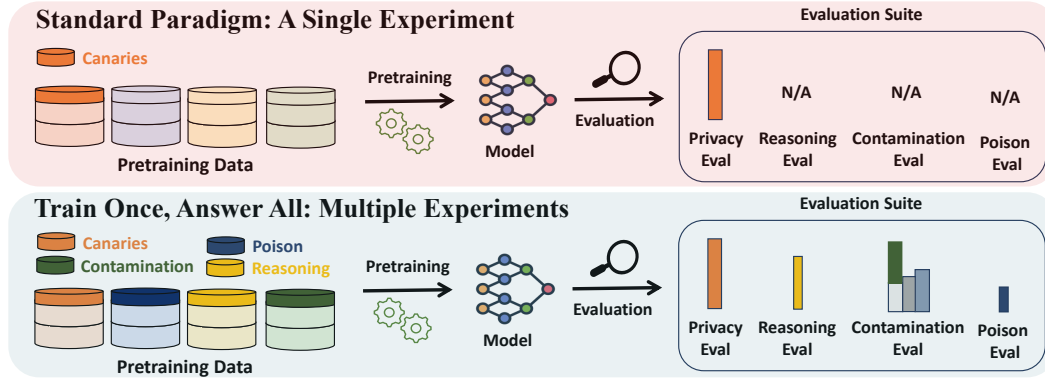 Standard Paradigm: A Single Experiment
Evaluation Suite
Canaries
Pretraining
Evaluation
Model
Pretraining Data
N/A
N/A
N/A
Privacy Eval
Reasoning Eval
Contamination Eval
Poison Eval
Train Once, Answer All: Multiple Experiments
Evaluation Suite
Canaries
Poison
Contamination
Reasoning
Pretraining
Evaluation
Model
Pretraining Data
Privacy Eval
Reasoning Eval
Contamination Eval
Poison Eval